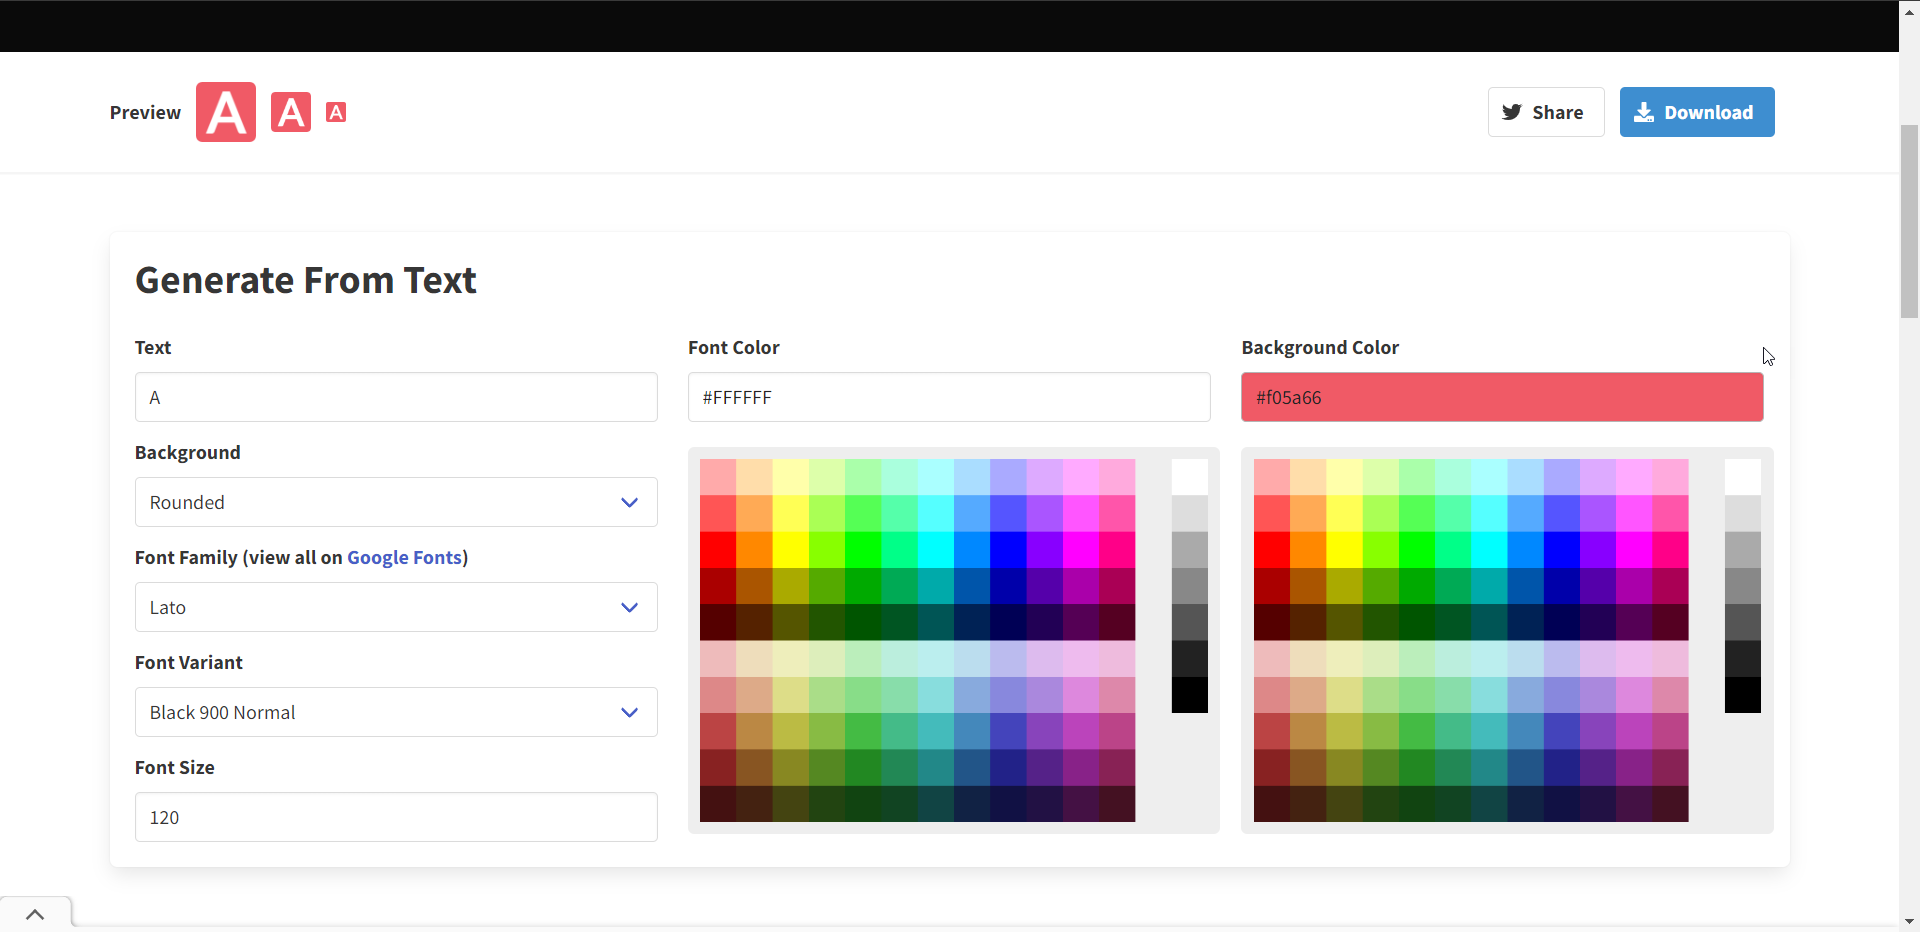 Preview A A A Share Download
Generate From Text
Text
A
Background
Rounded
Font Family (view all on Google Fonts)
Lato
Font Variant
Black 900 Normal
Font Size
120
Font Color
#FFFFFF
Background Color
#f05a66